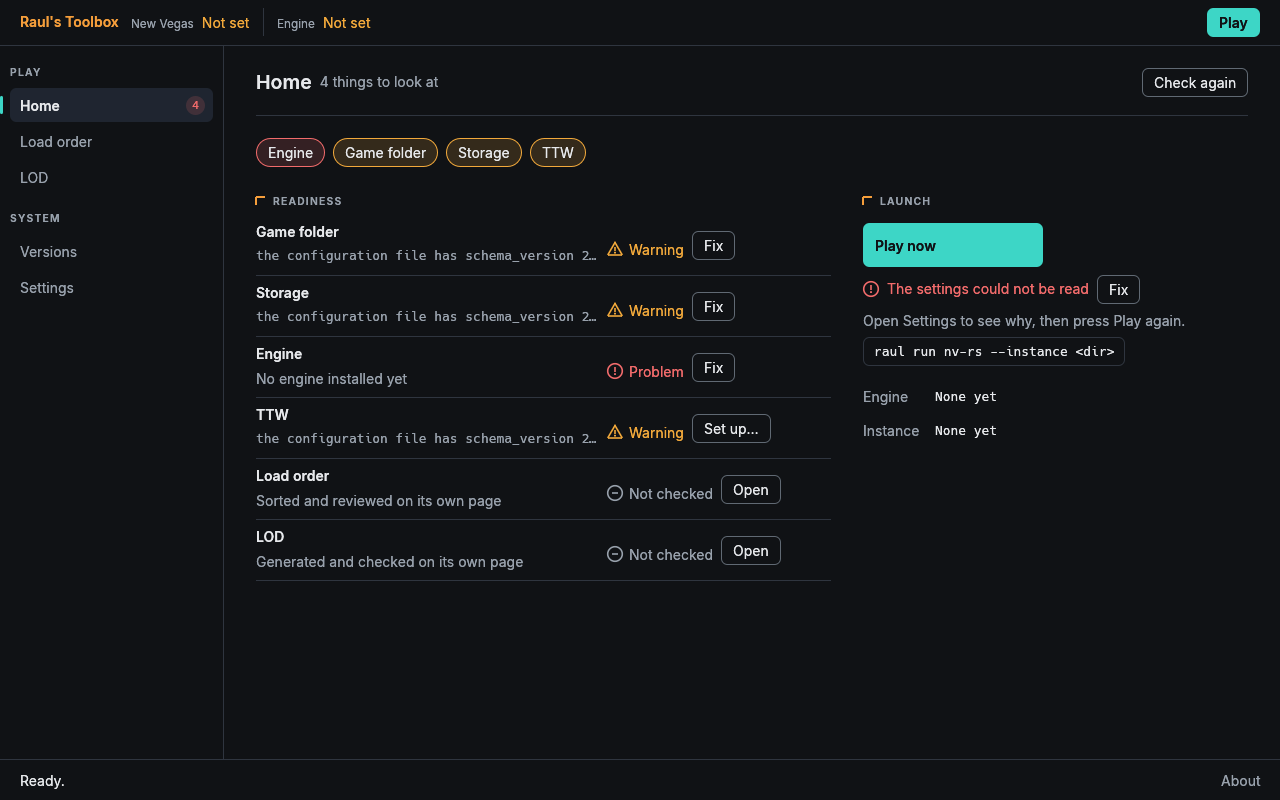 Raul's Toolbox New Vegas Not set Engine Not set Play
PLAY
Home 4
Load order
LOD
SYSTEM
Versions
Settings
Home 4 things to look at Check again
Engine Game folder Storage TTW
READINESS
Game folder
the configuration file has schema_version 2… Warning Fix
Storage
the configuration file has schema_version 2… Warning Fix
Engine
No engine installed yet Problem Fix
TTW
the configuration file has schema_version 2… Warning Set up...
Load order
Sorted and reviewed on its own page Not checked Open
LOD
Generated and checked on its own page Not checked Open
LAUNCH
Play now
The settings could not be read Fix
Open Settings to see why, then press Play again.
raul run nv-rs --instance <dir>
Engine None yet
Instance None yet
Ready. About